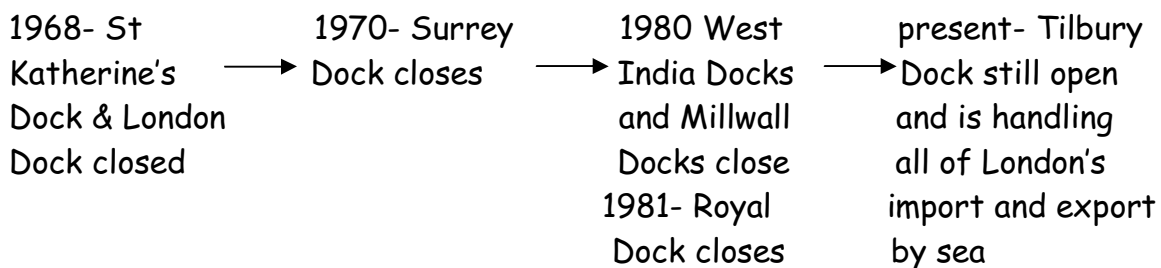 1968- St
Katherine's
Dock & London
Dock closed
1970- Surrey
Dock closes
1980 West
India Docks
and Millwall
Docks close
1981- Royal
Dock closes
present- Tilbury
Dock still open
and is handling
all of London's
import and export
by sea